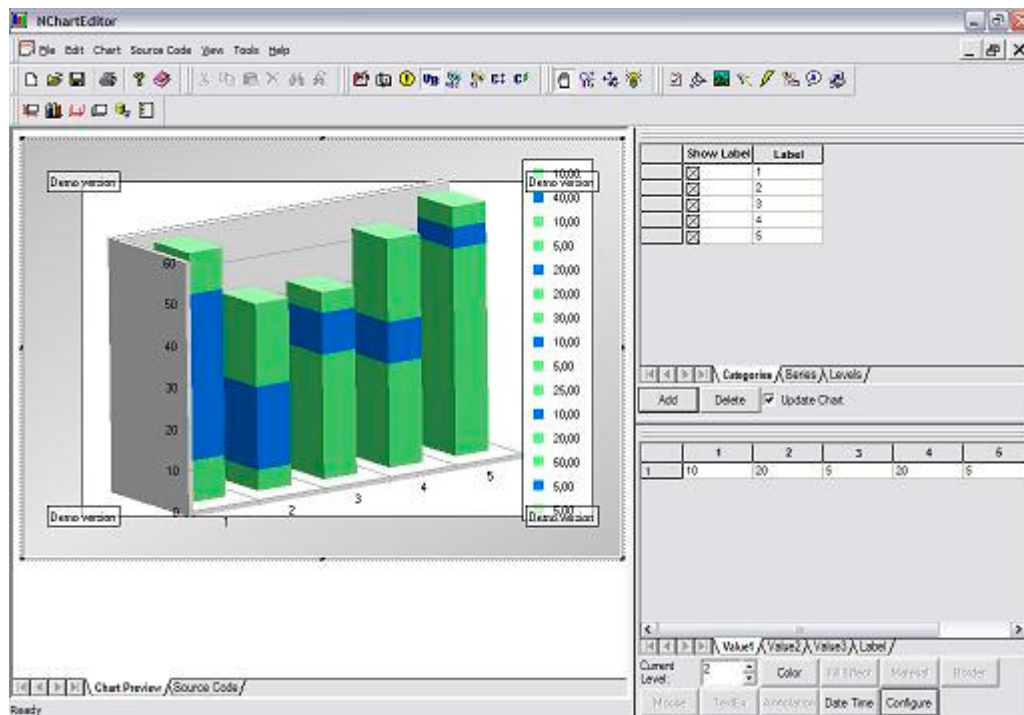 NChartEditor
File Edit Chart Source Code View Tools Help
Demo version
Demo version
10,00
40,00
10,00
5,00
20,00
20,00
30,00
10,00
5,00
25,00
10,00
20,00
50,00
5,00
5,00
60
50
40
30
20
10
0
1 2 3 4 5
Demo version
Demo version
Chart Preview Source Code
Ready
Show Label Label
1
2
3
4
5
Categories Series Levels
Add Delete Update Chart
1 2 3 4 5
1 10 20 5 20 5
Value1 Value2 Value3 Label
Current Level: 2 Color Fill Effect Material Border
Mouse TextEx Annotation Date Time Configure